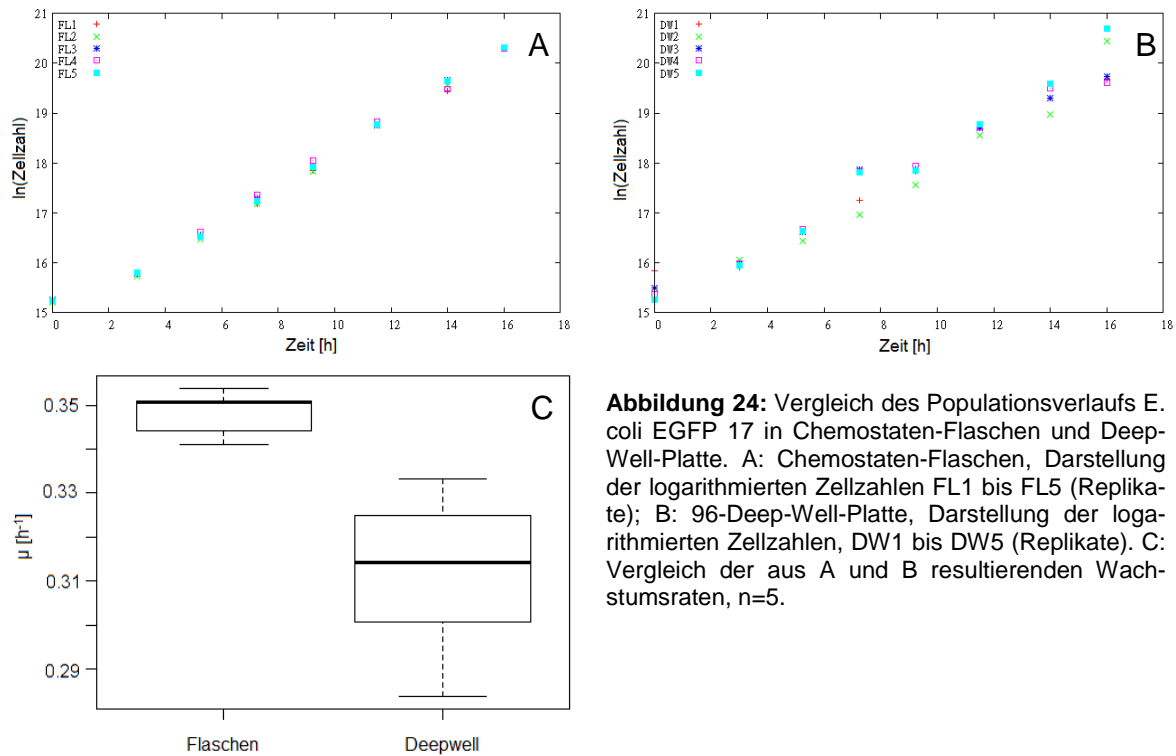 21
20
19
18
17
16
15
ln(Zellzahl)
FL1
FL2
FL3
FL4
FL5
A
0 2 4 6 8 10 12 14 16 18
Zeit [h]
21
20
19
18
17
16
15
ln(Zellzahl)
DW1
DW2
DW3
DW4
DW5
B
0 2 4 6 8 10 12 14 16 18
Zeit [h]
C
0.35
0.33
0.31
0.29
µ [h⁻¹]
Flaschen Deepwell
Abbildung 24: Vergleich des Populationsverlaufs E.
coli EGFP 17 in Chemostaten-Flaschen und Deep-
Well-Platte. A: Chemostaten-Flaschen, Darstellung
der logarithmierten Zellzahlen FL1 bis FL5 (Replika-
te); B: 96-Deep-Well-Platte, Darstellung der loga-
rithmierten Zellzahlen, DW1 bis DW5 (Replikate). C:
Vergleich der aus A und B resultierenden Wach-
stumsraten, n=5.